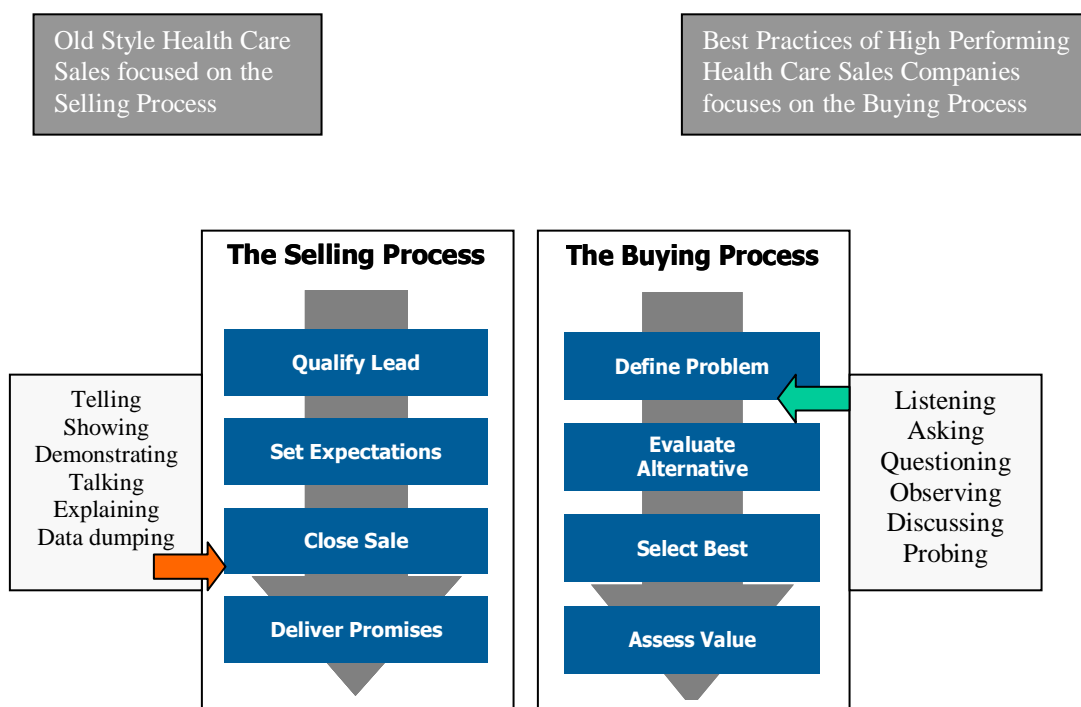 Old Style Health Care
Sales focused on the
Selling Process
Best Practices of High Performing
Health Care Sales Companies
focuses on the Buying Process
The Selling Process
Qualify Lead
Set Expectations
Close Sale
Deliver Promises
Telling
Showing
Demonstrating
Talking
Explaining
Data dumping
The Buying Process
Define Problem
Evaluate
Alternative
Select Best
Assess Value
Listening
Asking
Questioning
Observing
Discussing
Probing